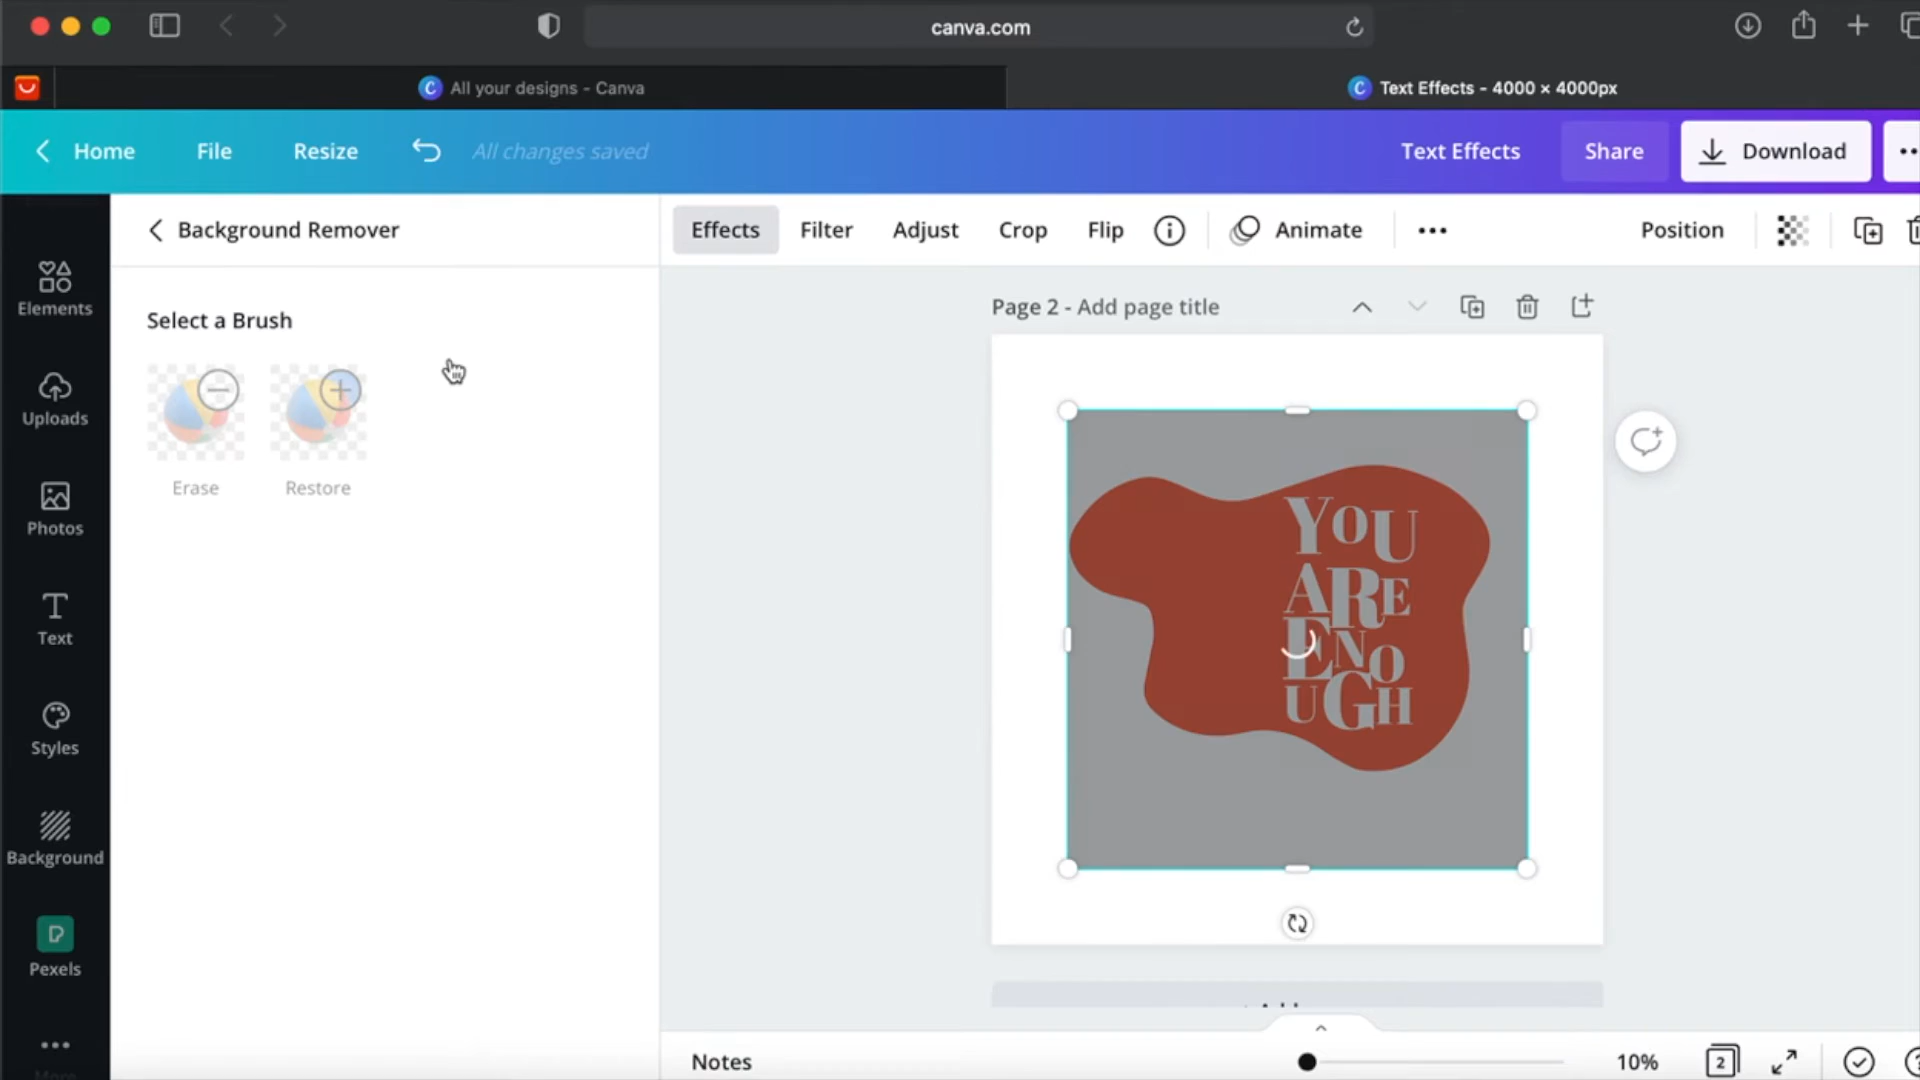 canva.com
All your designs - Canva
Text Effects - 4000 × 4000px
Home
File
Resize
All changes saved
Text Effects
Share
Download
Background Remover
Effects
Filter
Adjust
Crop
Flip
Animate
Position
Elements
Uploads
Photos
Text
Styles
Background
Pexels
Select a Brush
Erase
Restore
Page 2 - Add page title
YOU
ARE
ENO
UGH
Notes
10%
2